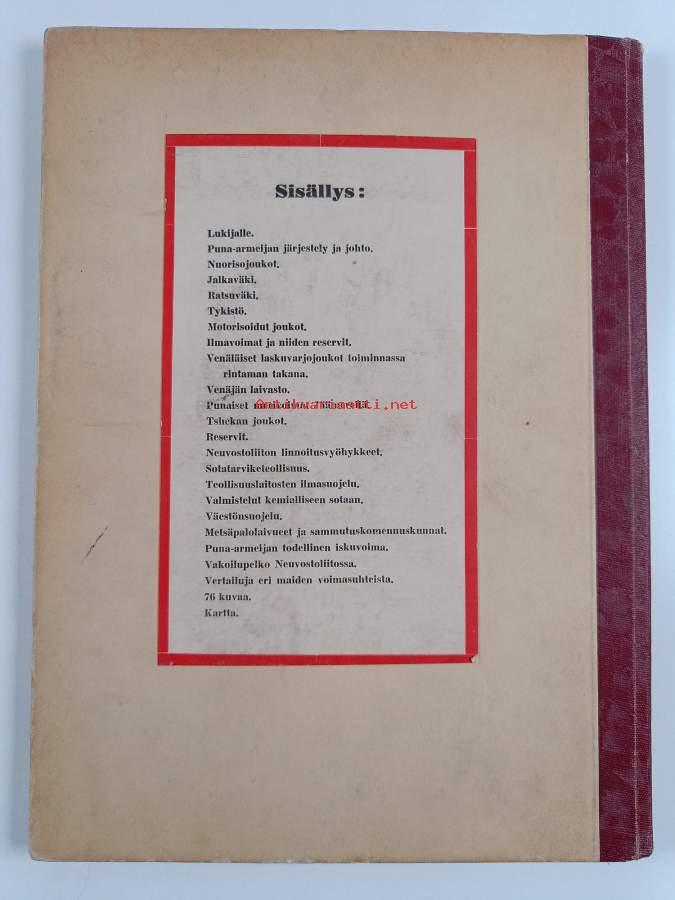 Sisällys:
Lukijalle.
Puna-armeijan järjestely ja johto.
Nuorisojoukot.
Jalkaväki.
Ratsuväki.
Tykistö.
Motorisoidut joukot.
Ilmavoimat ja niiden reservit.
Venäläiset laskuvarjojoukot toiminnassa
rintaman takana.
Venäjän laivasto.
Punaiset
Antikvariaatti.net
Tshekan joukot.
Reservit.
Neuvostoliiton linnoitusvyöhykkeet.
Sotatarviketeollisuus.
Teollisuuslaitosten ilmasuojelu.
Valmistelut kemialliseen sotaan.
Väestönsuojelu.
Metsäpalolaivueet ja sammutuskomennuskunnat.
Puna-armeijan todellinen iskuvoima.
Vakoilupelko Neuvostoliitossa.
Vertailuja eri maiden voimasuhteista.
76 kuvaa.
Kartta.